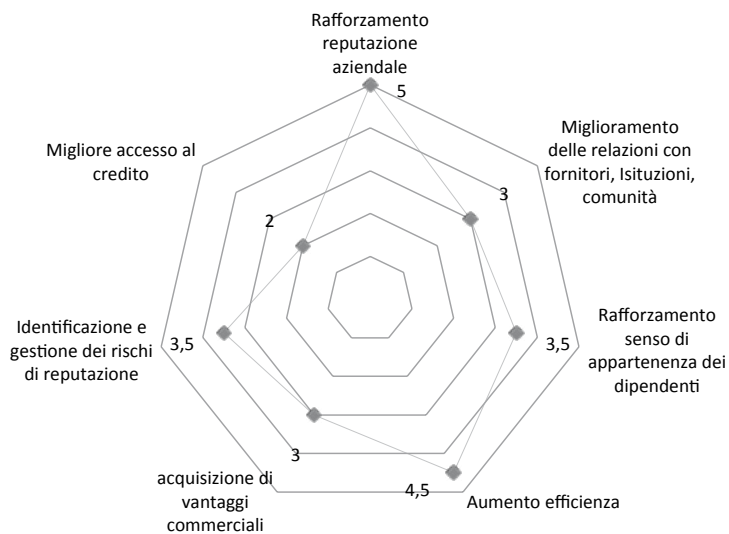 Rafforzamento
reputazione
aziendale
5
Miglioramento
delle relazioni con
fornitori, Isituzioni,
comunità
3
Rafforzamento
senso di
appartenenza dei
dipendenti
3,5
Aumento efficienza
4,5
acquisizione di
vantaggi
commerciali
3
Identificazione e
gestione dei rischi
di reputazione
3,5
Migliore accesso al
credito
2